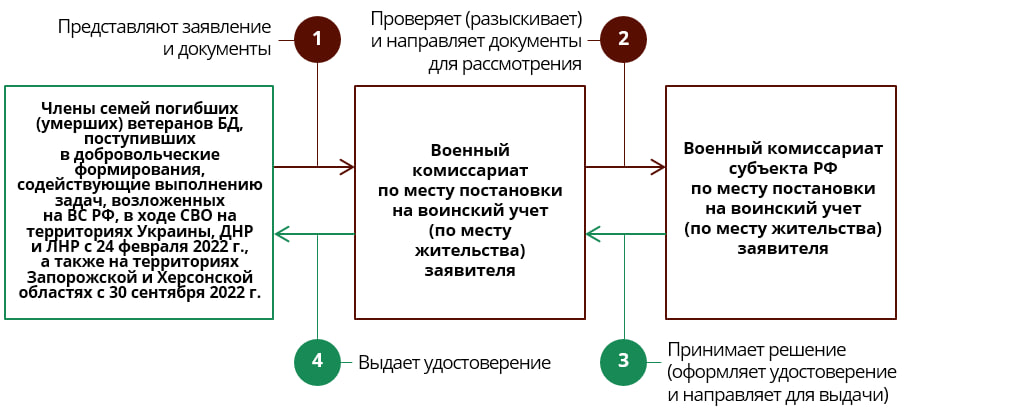 Представляют заявление
и документы
1
Проверяет (разыскивает)
и направляет документы
для рассмотрения
2
Члены семей погибших
(умерших) ветеранов БД,
поступивших
в добровольческие
формирования,
содействующие выполнению
задач, возложенных
на ВС РФ, в ходе СВО на
территориях Украины, ДНР
и ЛНР с 24 февраля 2022 г.,
а также на территориях
Запорожской и Херсонской
областях с 30 сентября 2022 г.
Военный
комиссариат
по месту постановки
на воинский учет
(по месту
жительства)
заявителя
Военный комиссариат
субъекта РФ
по месту постановки
на воинский учет
(по месту жительства)
заявителя
4
Выдает удостоверение
3
Принимает решение
(оформляет удостоверение
и направляет для выдачи)